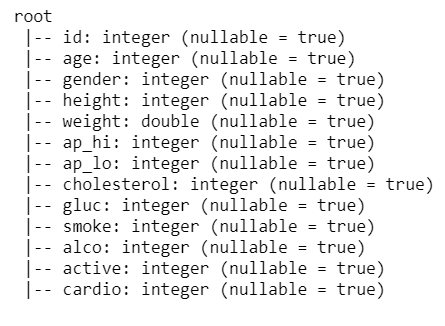 root
 |-- id: integer (nullable = true)
 |-- age: integer (nullable = true)
 |-- gender: integer (nullable = true)
 |-- height: integer (nullable = true)
 |-- weight: double (nullable = true)
 |-- ap_hi: integer (nullable = true)
 |-- ap_lo: integer (nullable = true)
 |-- cholesterol: integer (nullable = true)
 |-- gluc: integer (nullable = true)
 |-- smoke: integer (nullable = true)
 |-- alco: integer (nullable = true)
 |-- active: integer (nullable = true)
 |-- cardio: integer (nullable = true)